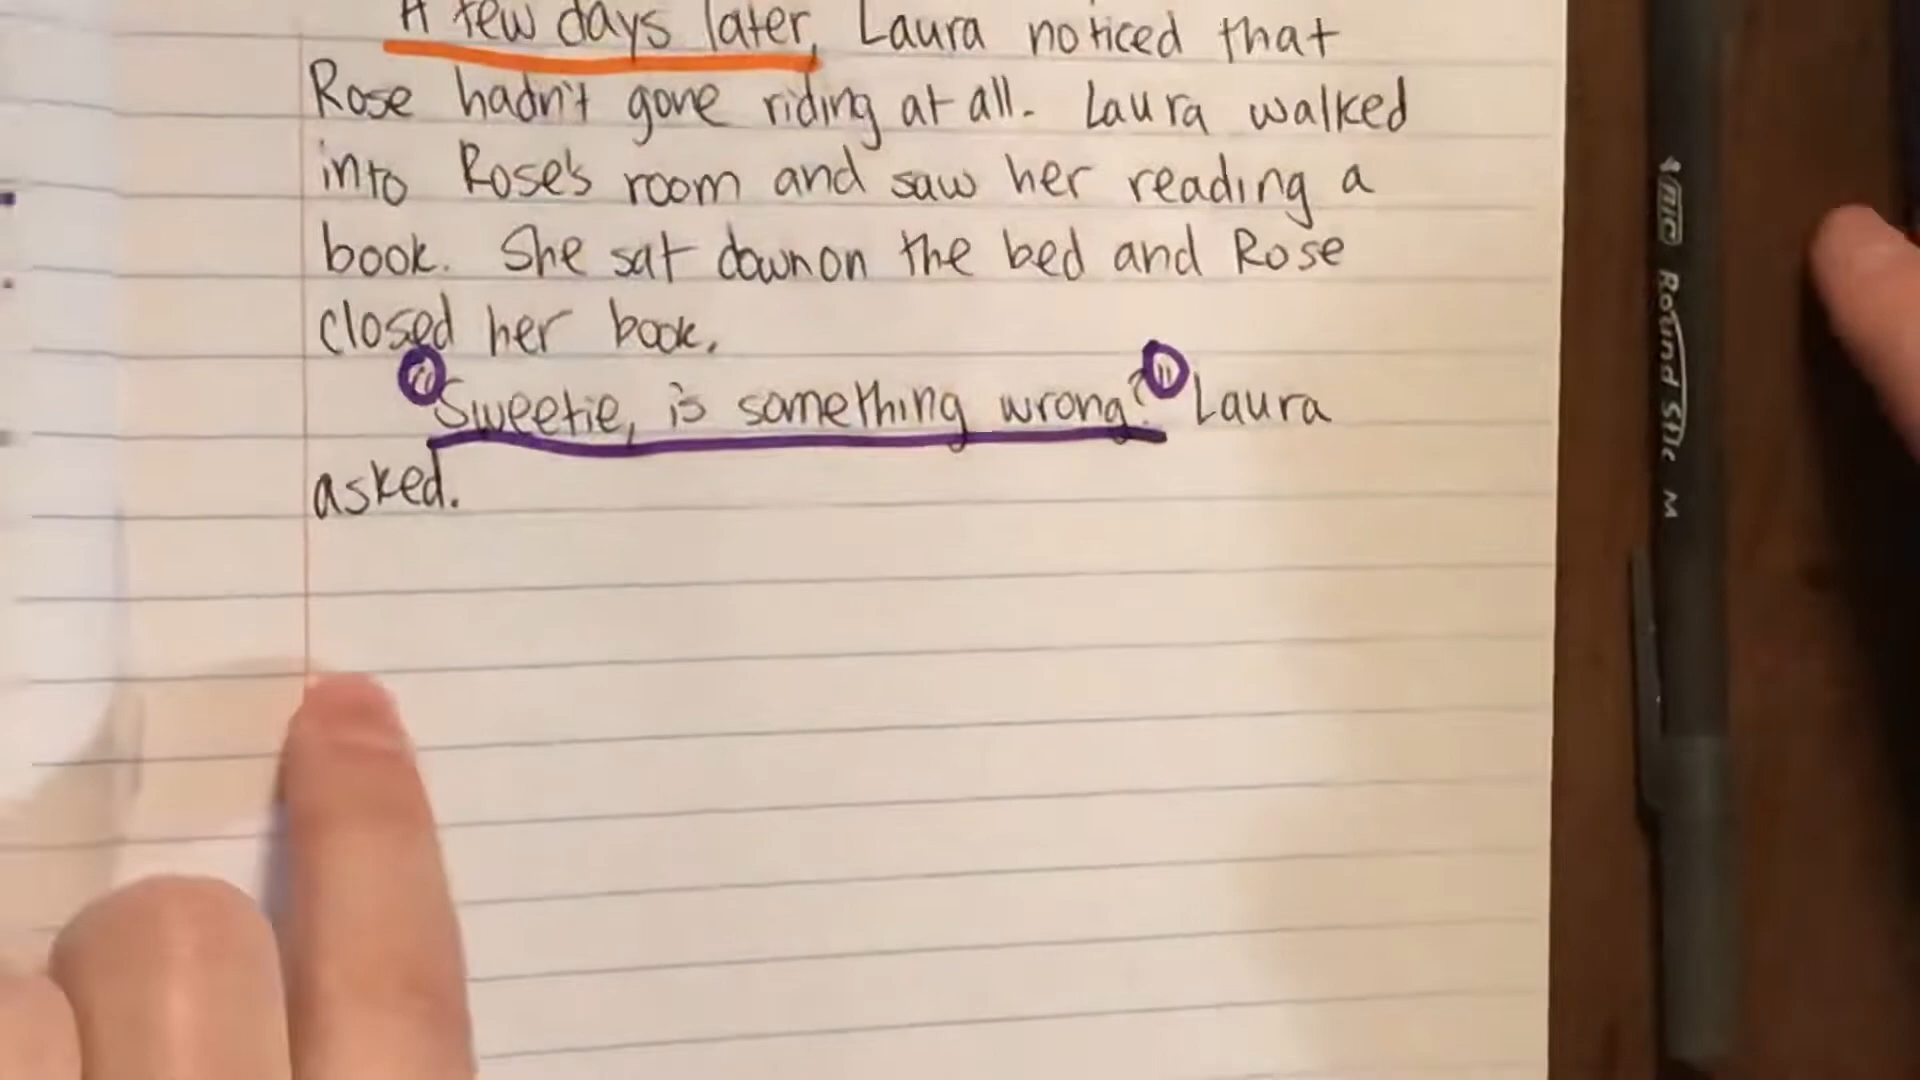 A few days later, Laura noticed that
Rose hadn't gone riding at all. Laura walked
into Rose's room and saw her reading a
book. She sat down on the bed and Rose
closed her book.
"Sweetie, is something wrong?" Laura
asked.
BIC Round Stic M